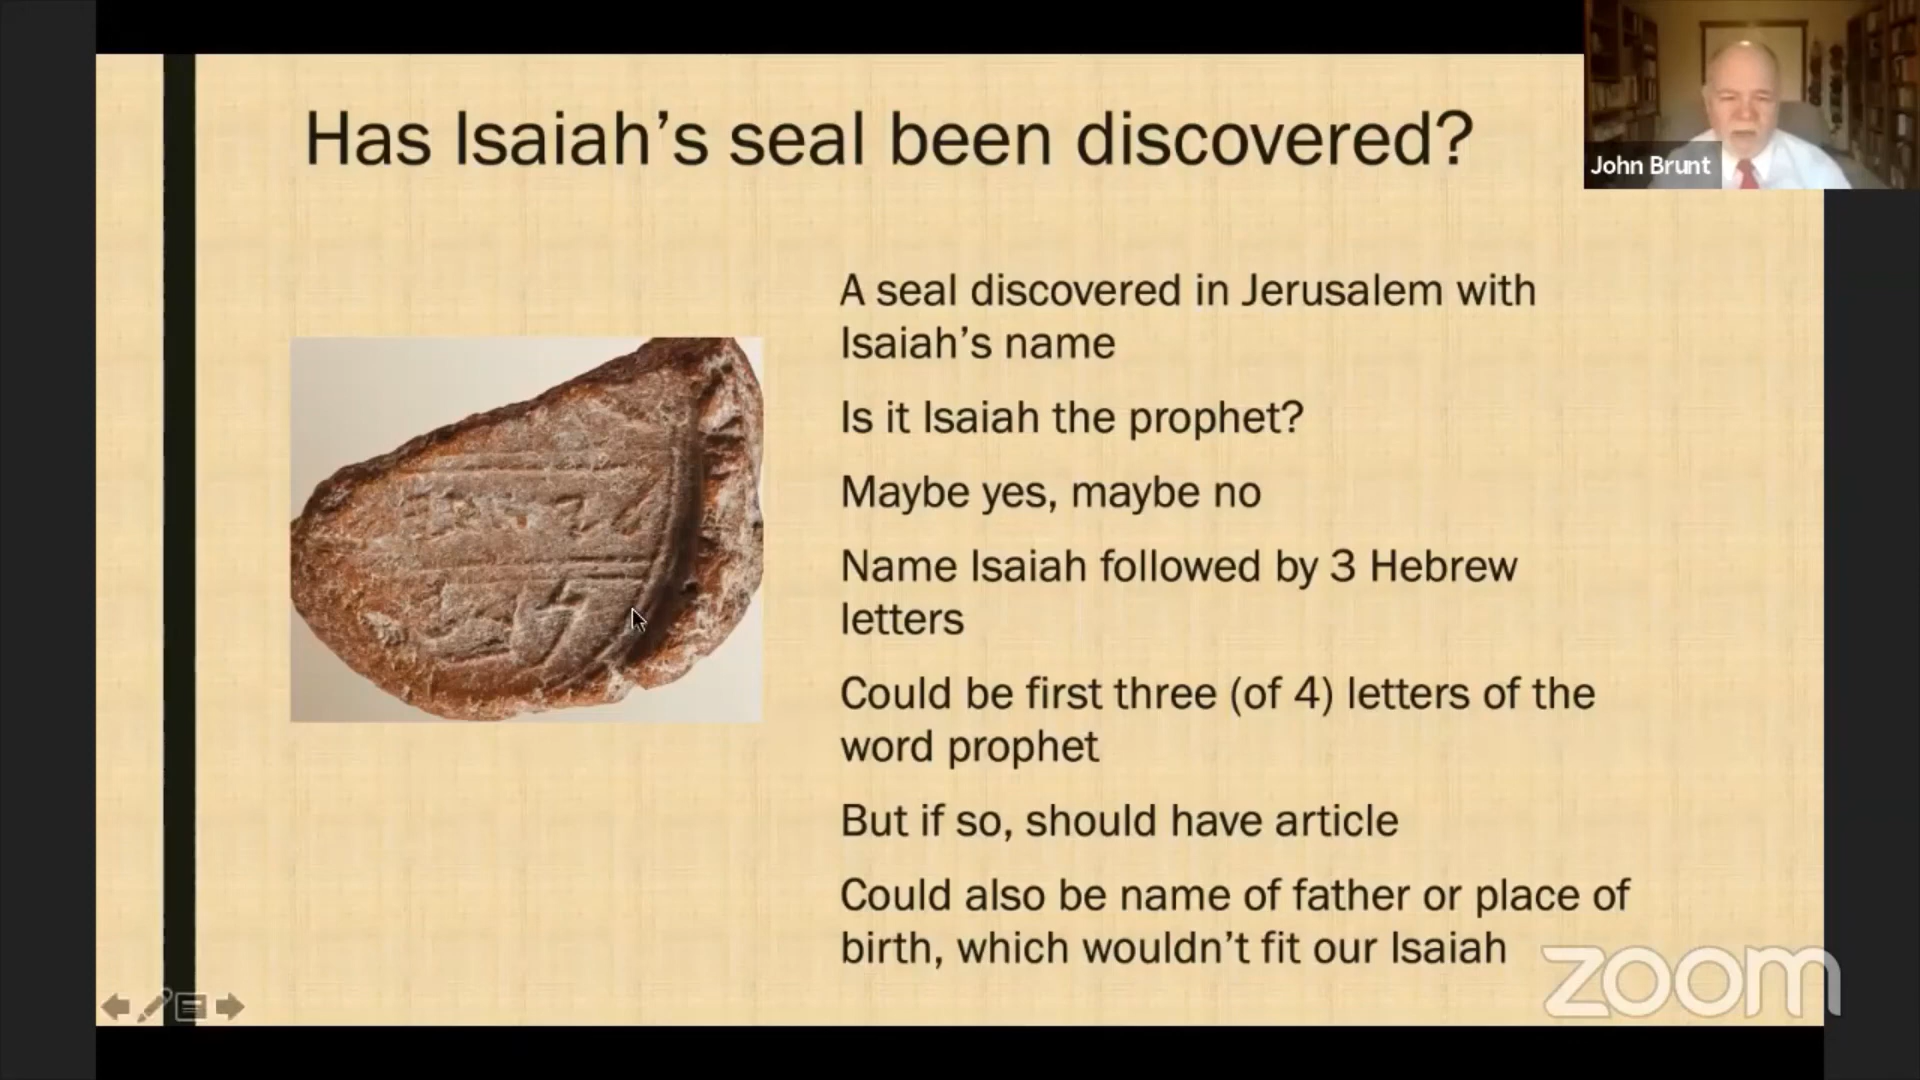 Has Isaiah’s seal been discovered?
John Brunt
A seal discovered in Jerusalem with
Isaiah’s name
Is it Isaiah the prophet?
Maybe yes, maybe no
Name Isaiah followed by 3 Hebrew
letters
Could be first three (of 4) letters of the
word prophet
But if so, should have article
Could also be name of father or place of
birth, which wouldn’t fit our Isaiah
zoom